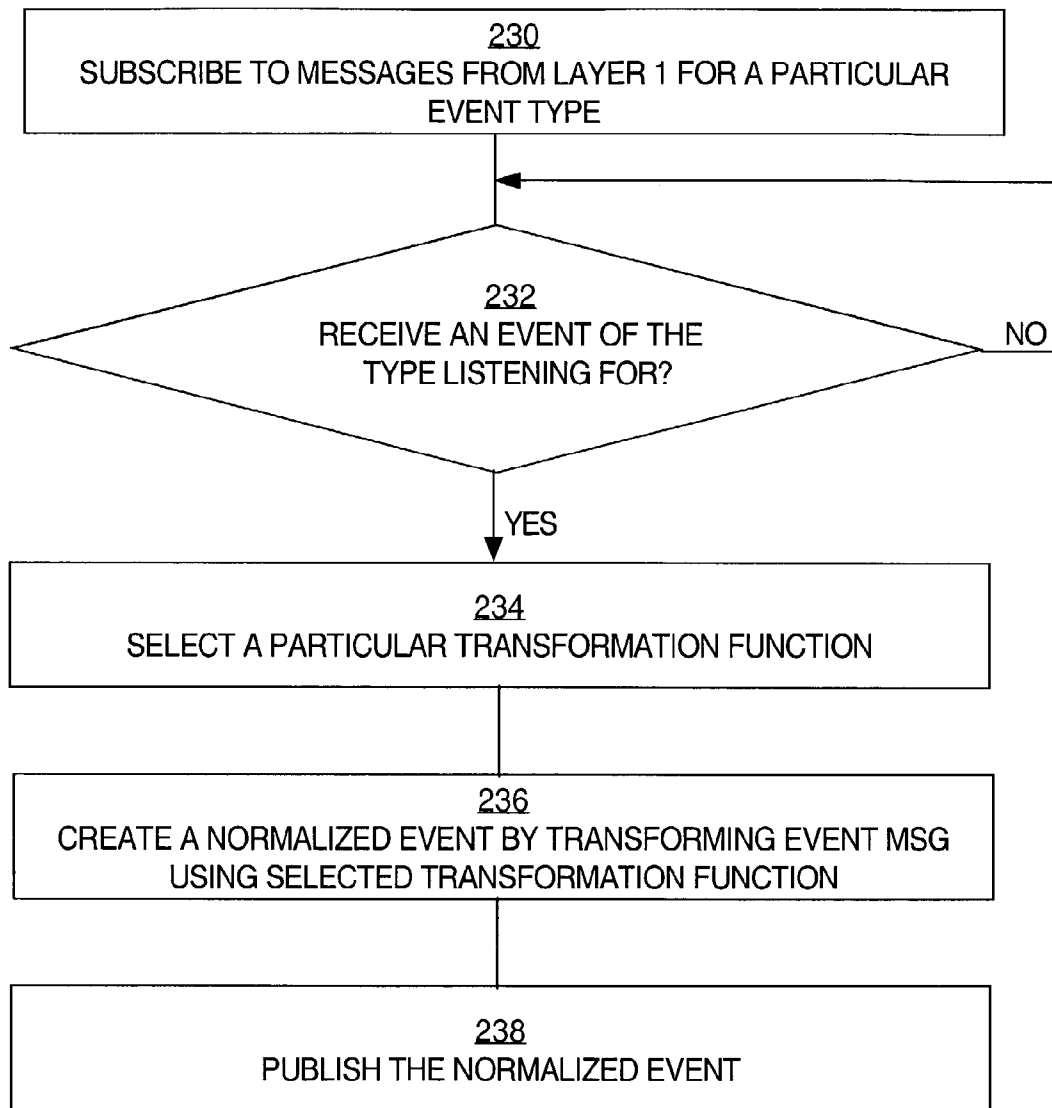 230
SUBSCRIBE TO MESSAGES FROM LAYER 1 FOR A PARTICULAR
EVENT TYPE
232
RECEIVE AN EVENT OF THE
TYPE LISTENING FOR?
NO
YES
234
SELECT A PARTICULAR TRANSFORMATION FUNCTION
236
CREATE A NORMALIZED EVENT BY TRANSFORMING EVENT MSG
USING SELECTED TRANSFORMATION FUNCTION
238
PUBLISH THE NORMALIZED EVENT